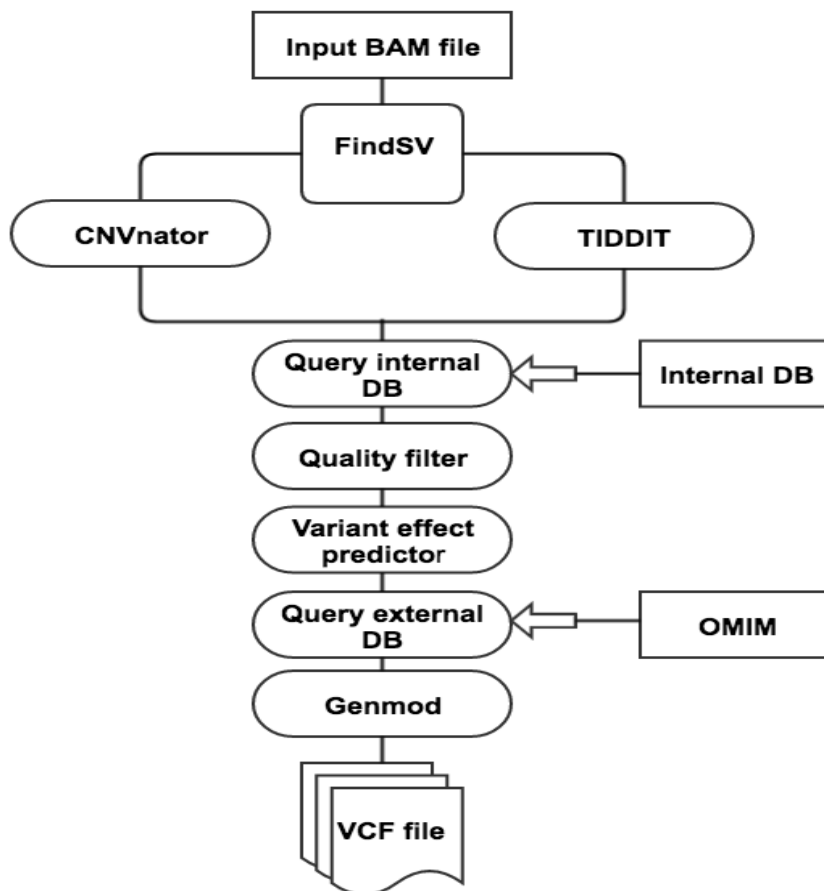 Input BAM file
FindSV
CNVnator
TIDDIT
Query internal
DB
Internal DB
Quality filter
Variant effect
predictor
Query external
DB
OMIM
Genmod
VCF file